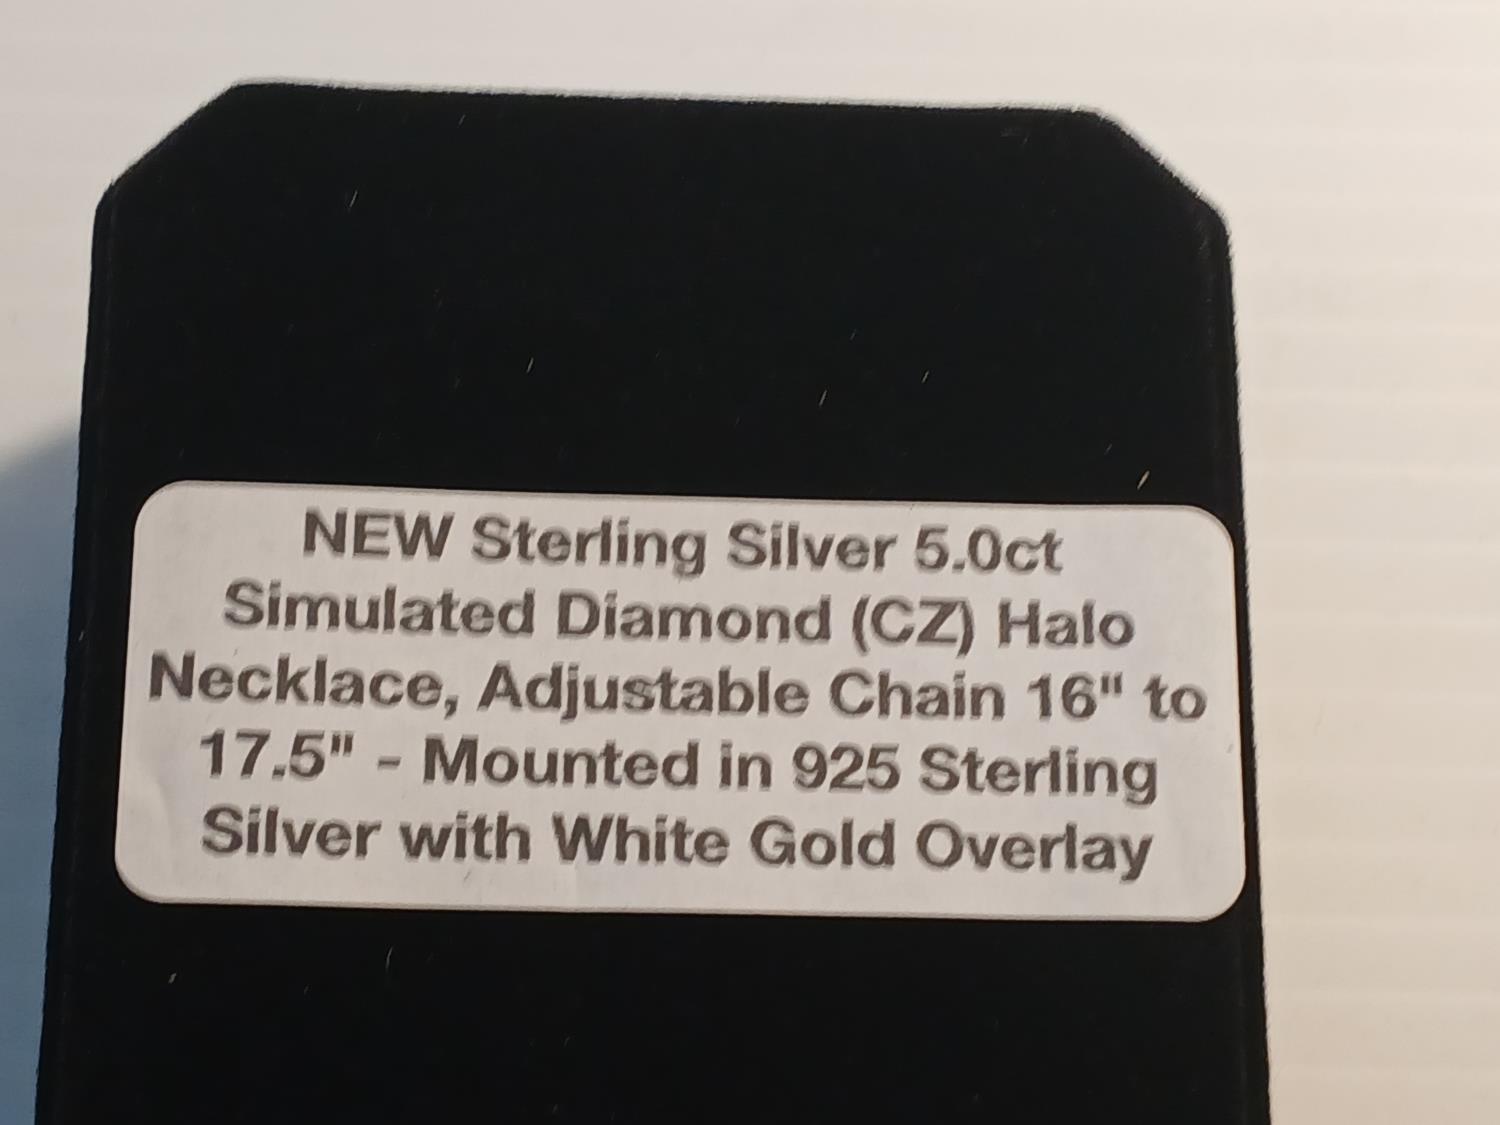 NEW Sterling Silver 5.0ct
Simulated Diamond (CZ) Halo
Necklace, Adjustable Chain 16" to
17.5" - Mounted in 925 Sterling
Silver with White Gold Overlay